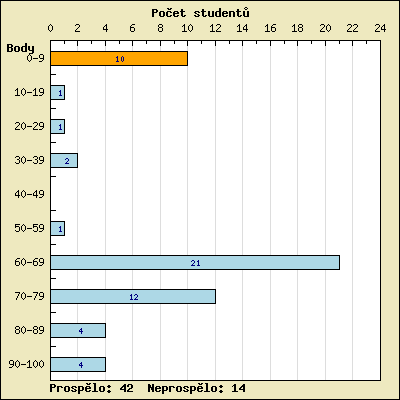 Počet studentů
0 2 4 6 8 10 12 14 16 18 20 22 24
Body
0-9 10
10-19 1
20-29 1
30-39 2
40-49
50-59 1
60-69 21
70-79 12
80-89 4
90-100 4
Prospělo: 42 Neprospělo: 14